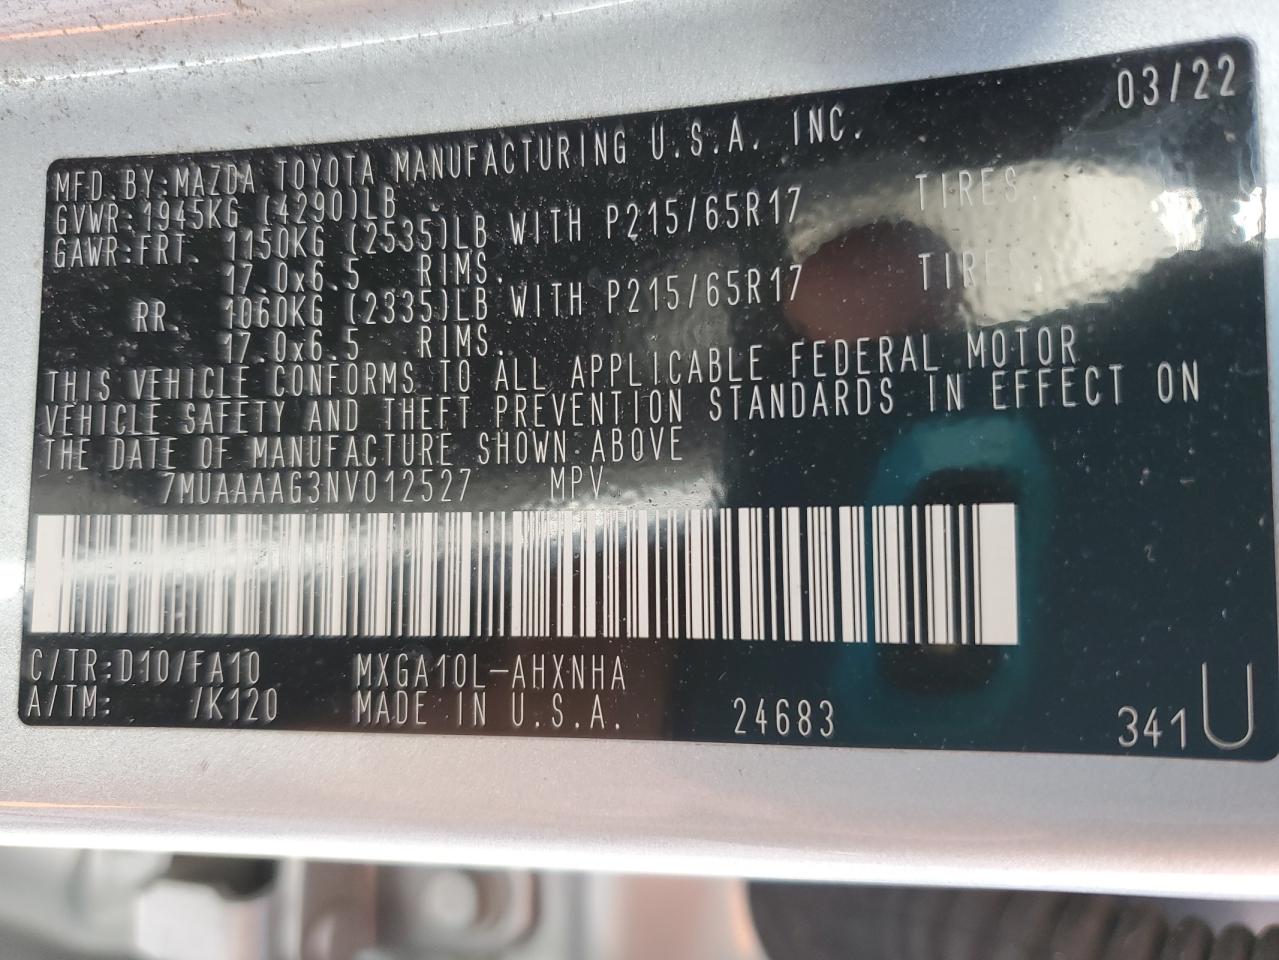 03/22
MFD. BY:MAZDA TOYOTA MANUFACTURING U.S.A. INC.
GVWR:1945KG (4290)LB
GAWR:FRT. 1150KG (2535)LB WITH P215/65R17 TIRES,
17.0x6.5 RIMS.
RR. 1060KG (2335)LB WITH P215/65R17 TIRES,
17.0x6.5 RIMS.
THIS VEHICLE CONFORMS TO ALL APPLICABLE FEDERAL MOTOR
VEHICLE SAFETY AND THEFT PREVENTION STANDARDS IN EFFECT ON
THE DATE OF MANUFACTURE SHOWN ABOVE
7MUAAAAG3NV012527 MPV
C/TR:D10/FA10 MXGA10L-AHXNHA
A/TM: /K120 MADE IN U.S.A. 24683 341U